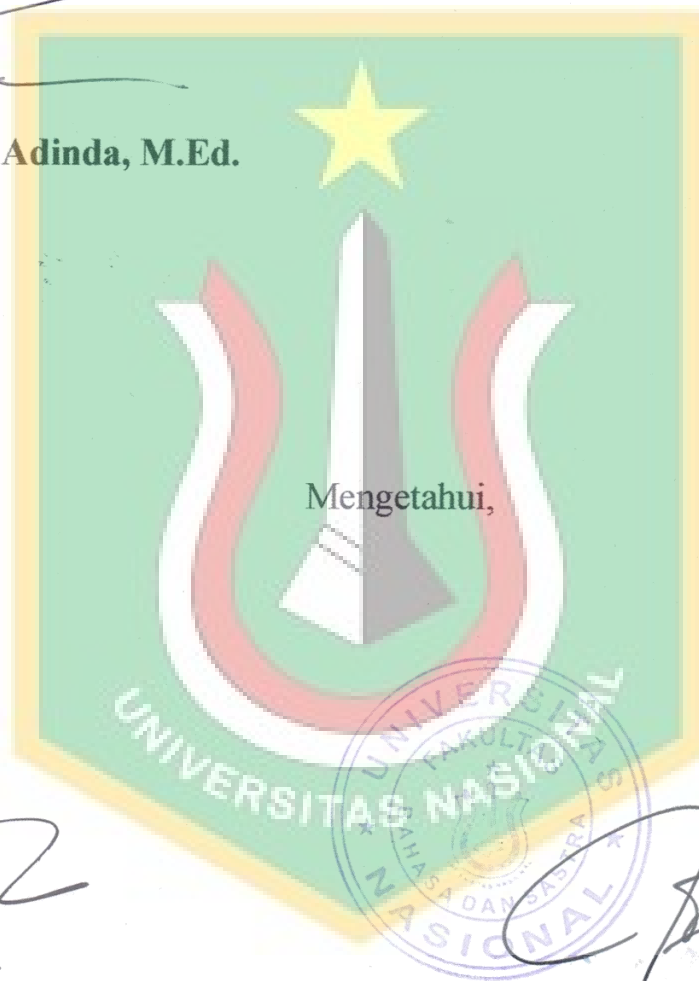 Adinda, M.Ed.
Mengetahui,
UNIVERSITAS NASIONAL
UNIVERSITAS
FAKULTAS
BAHASA DAN SASTRA
NASIONAL